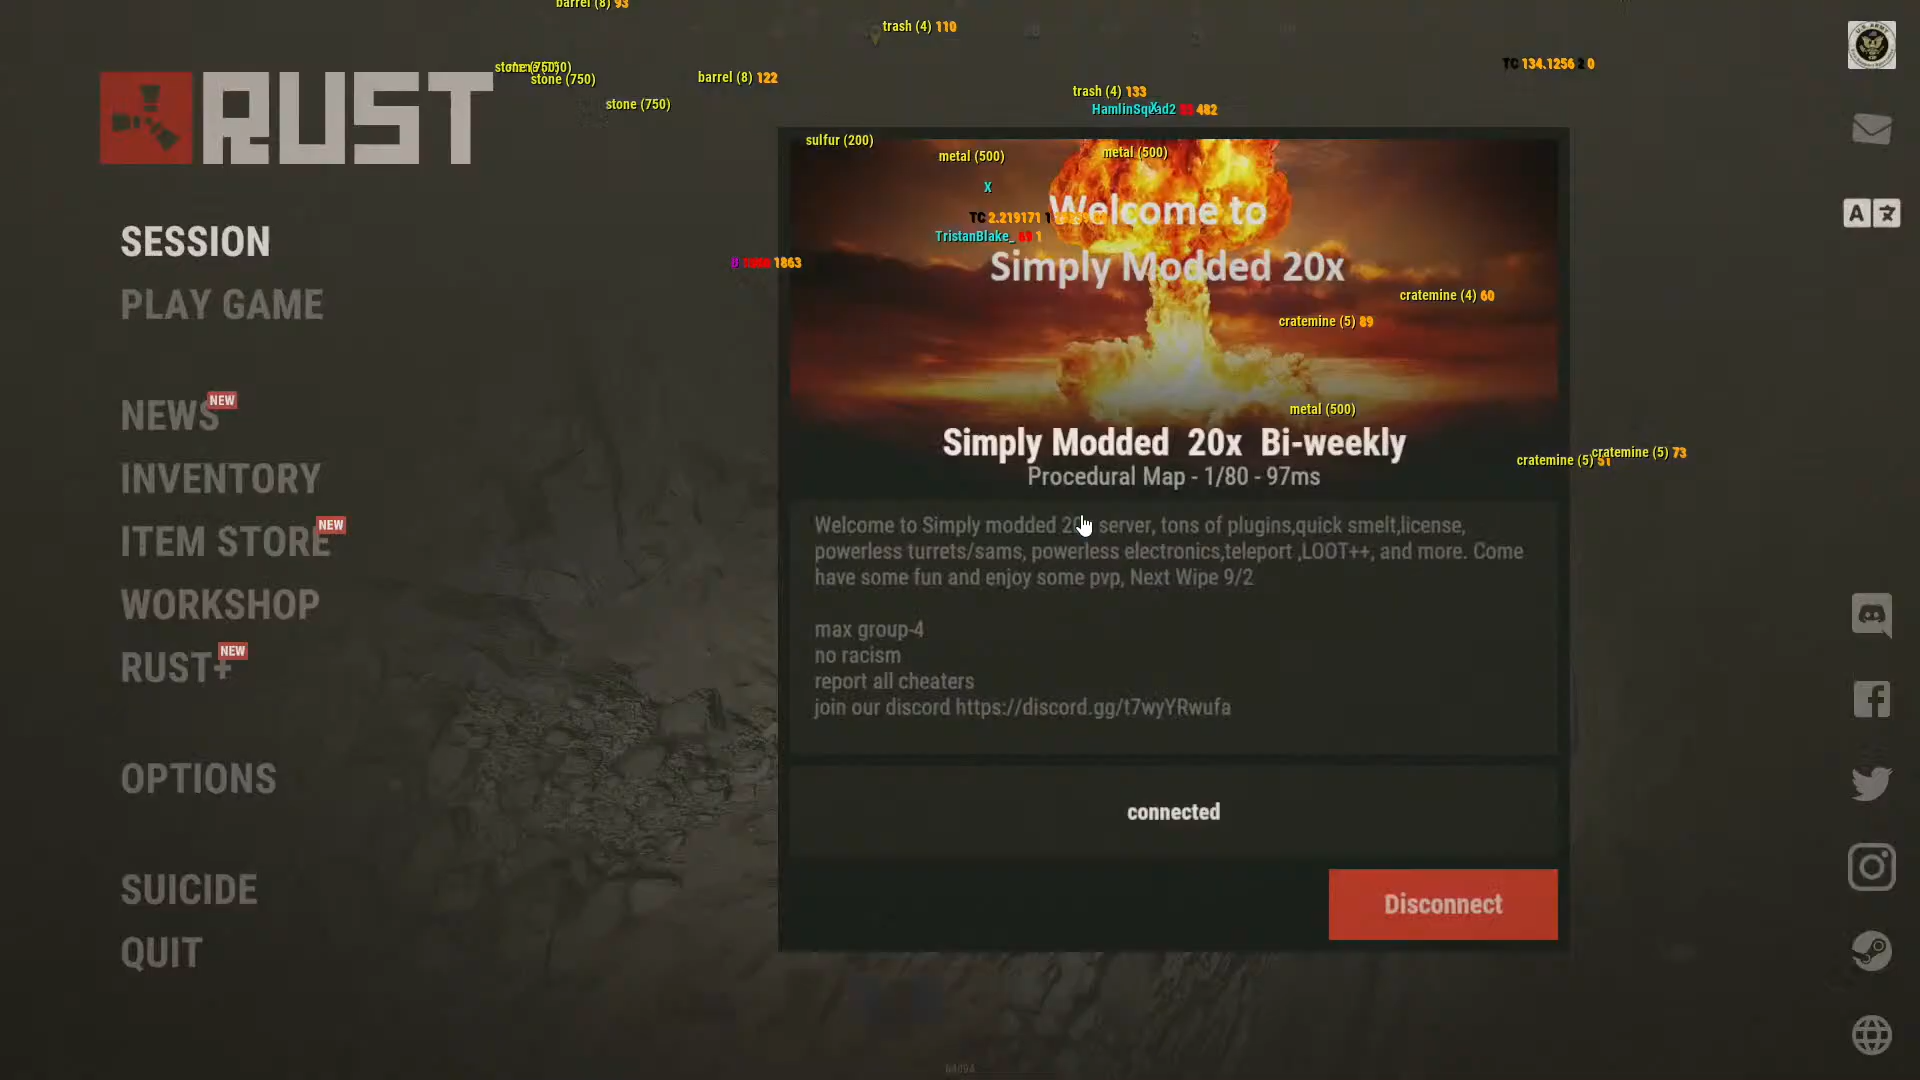 barrel (8) 93
trash (4) 110
TC 134.1256 2 0
stone (750)
stone (750)
barrel (8) 122
trash (4) 133
stone (750)
HamlinSquad2 482
X
RUST
sulfur (200)
metal (500)
metal (500)
X
Welcome to
TC 2.219171
TristanBlake_ 1
1863
Simply Modded 20x
cratemine (4) 60
cratemine (5) 89
metal (500)
Simply Modded 20x Bi-weekly
Procedural Map - 1/80 - 97ms
cratemine (5) 51
cratemine (5) 73
SESSION
PLAY GAME
NEWS NEW
INVENTORY
ITEM STORE NEW
WORKSHOP
RUST+ NEW
OPTIONS
SUICIDE
QUIT
Welcome to Simply modded server, tons of plugins,quick smelt,license,
powerless turrets/sams, powerless electronics,teleport ,LOOT++, and more. Come
have some fun and enjoy some pvp, Next Wipe 9/2
max group-4
no racism
report all cheaters
join our discord https://discord.gg/t7wyYRwufa
connected
Disconnect
A